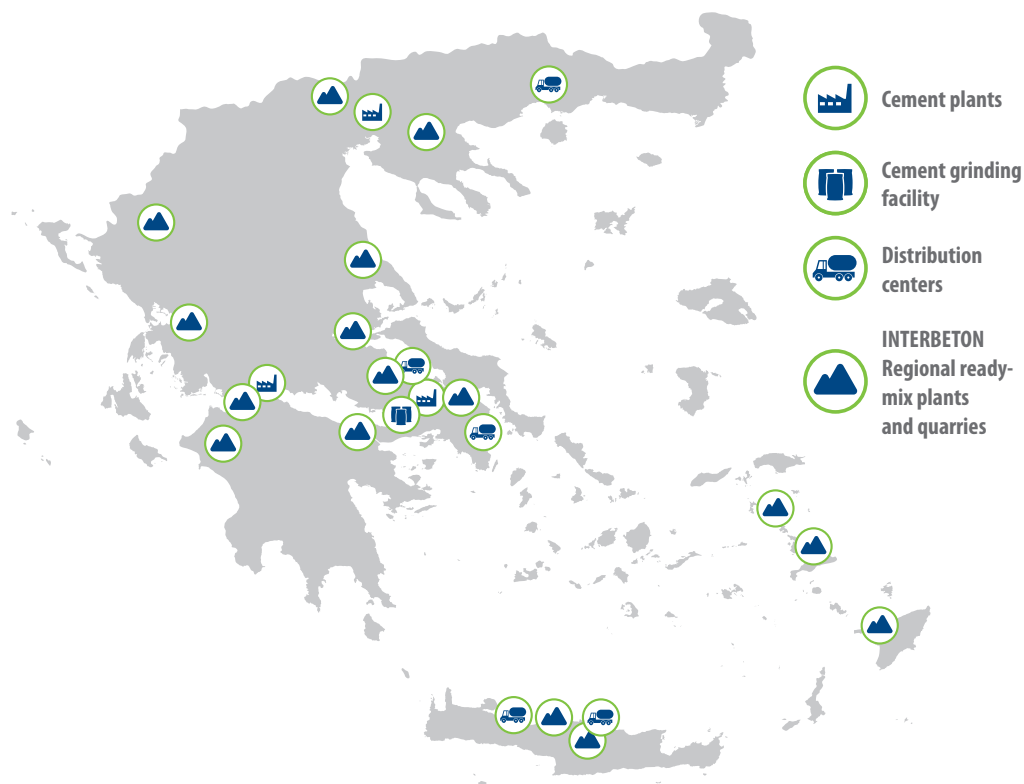 Cement plants
Cement grinding
facility
Distribution
centers
INTERBETON
Regional ready-
mix plants
and quarries